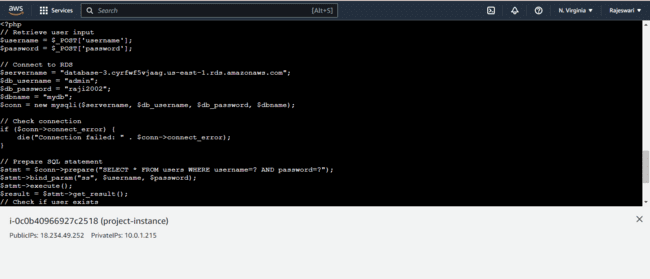 aws
Services
Search
[Alt+S]
N. Virginia
Rajeswari
<?php
// Retrieve user input
$username = $_POST['username'];
$password = $_POST['password'];
// Connect to RDS
$servername = "database-3.cyrfwf5vjaag.us-east-1.rds.amazonaws.com";
$db_username = "admin";
$db_password = "raji2002";
$dbname = "mydb";
$conn = new mysqli($servername, $db_username, $db_password, $dbname);
// Check connection
if ($conn->connect_error) {
die("Connection failed: " . $conn->connect_error);
}
// Prepare SQL statement
$stmt = $conn->prepare("SELECT * FROM users WHERE username=? AND password=?");
$stmt->bind_param("ss", $username, $password);
$stmt->execute();
$result = $stmt->get_result();
// Check if user exists
i-0c0b40966927c2518 (project-instance)
PublicIPs: 18.234.49.252 PrivateIPs: 10.0.1.215